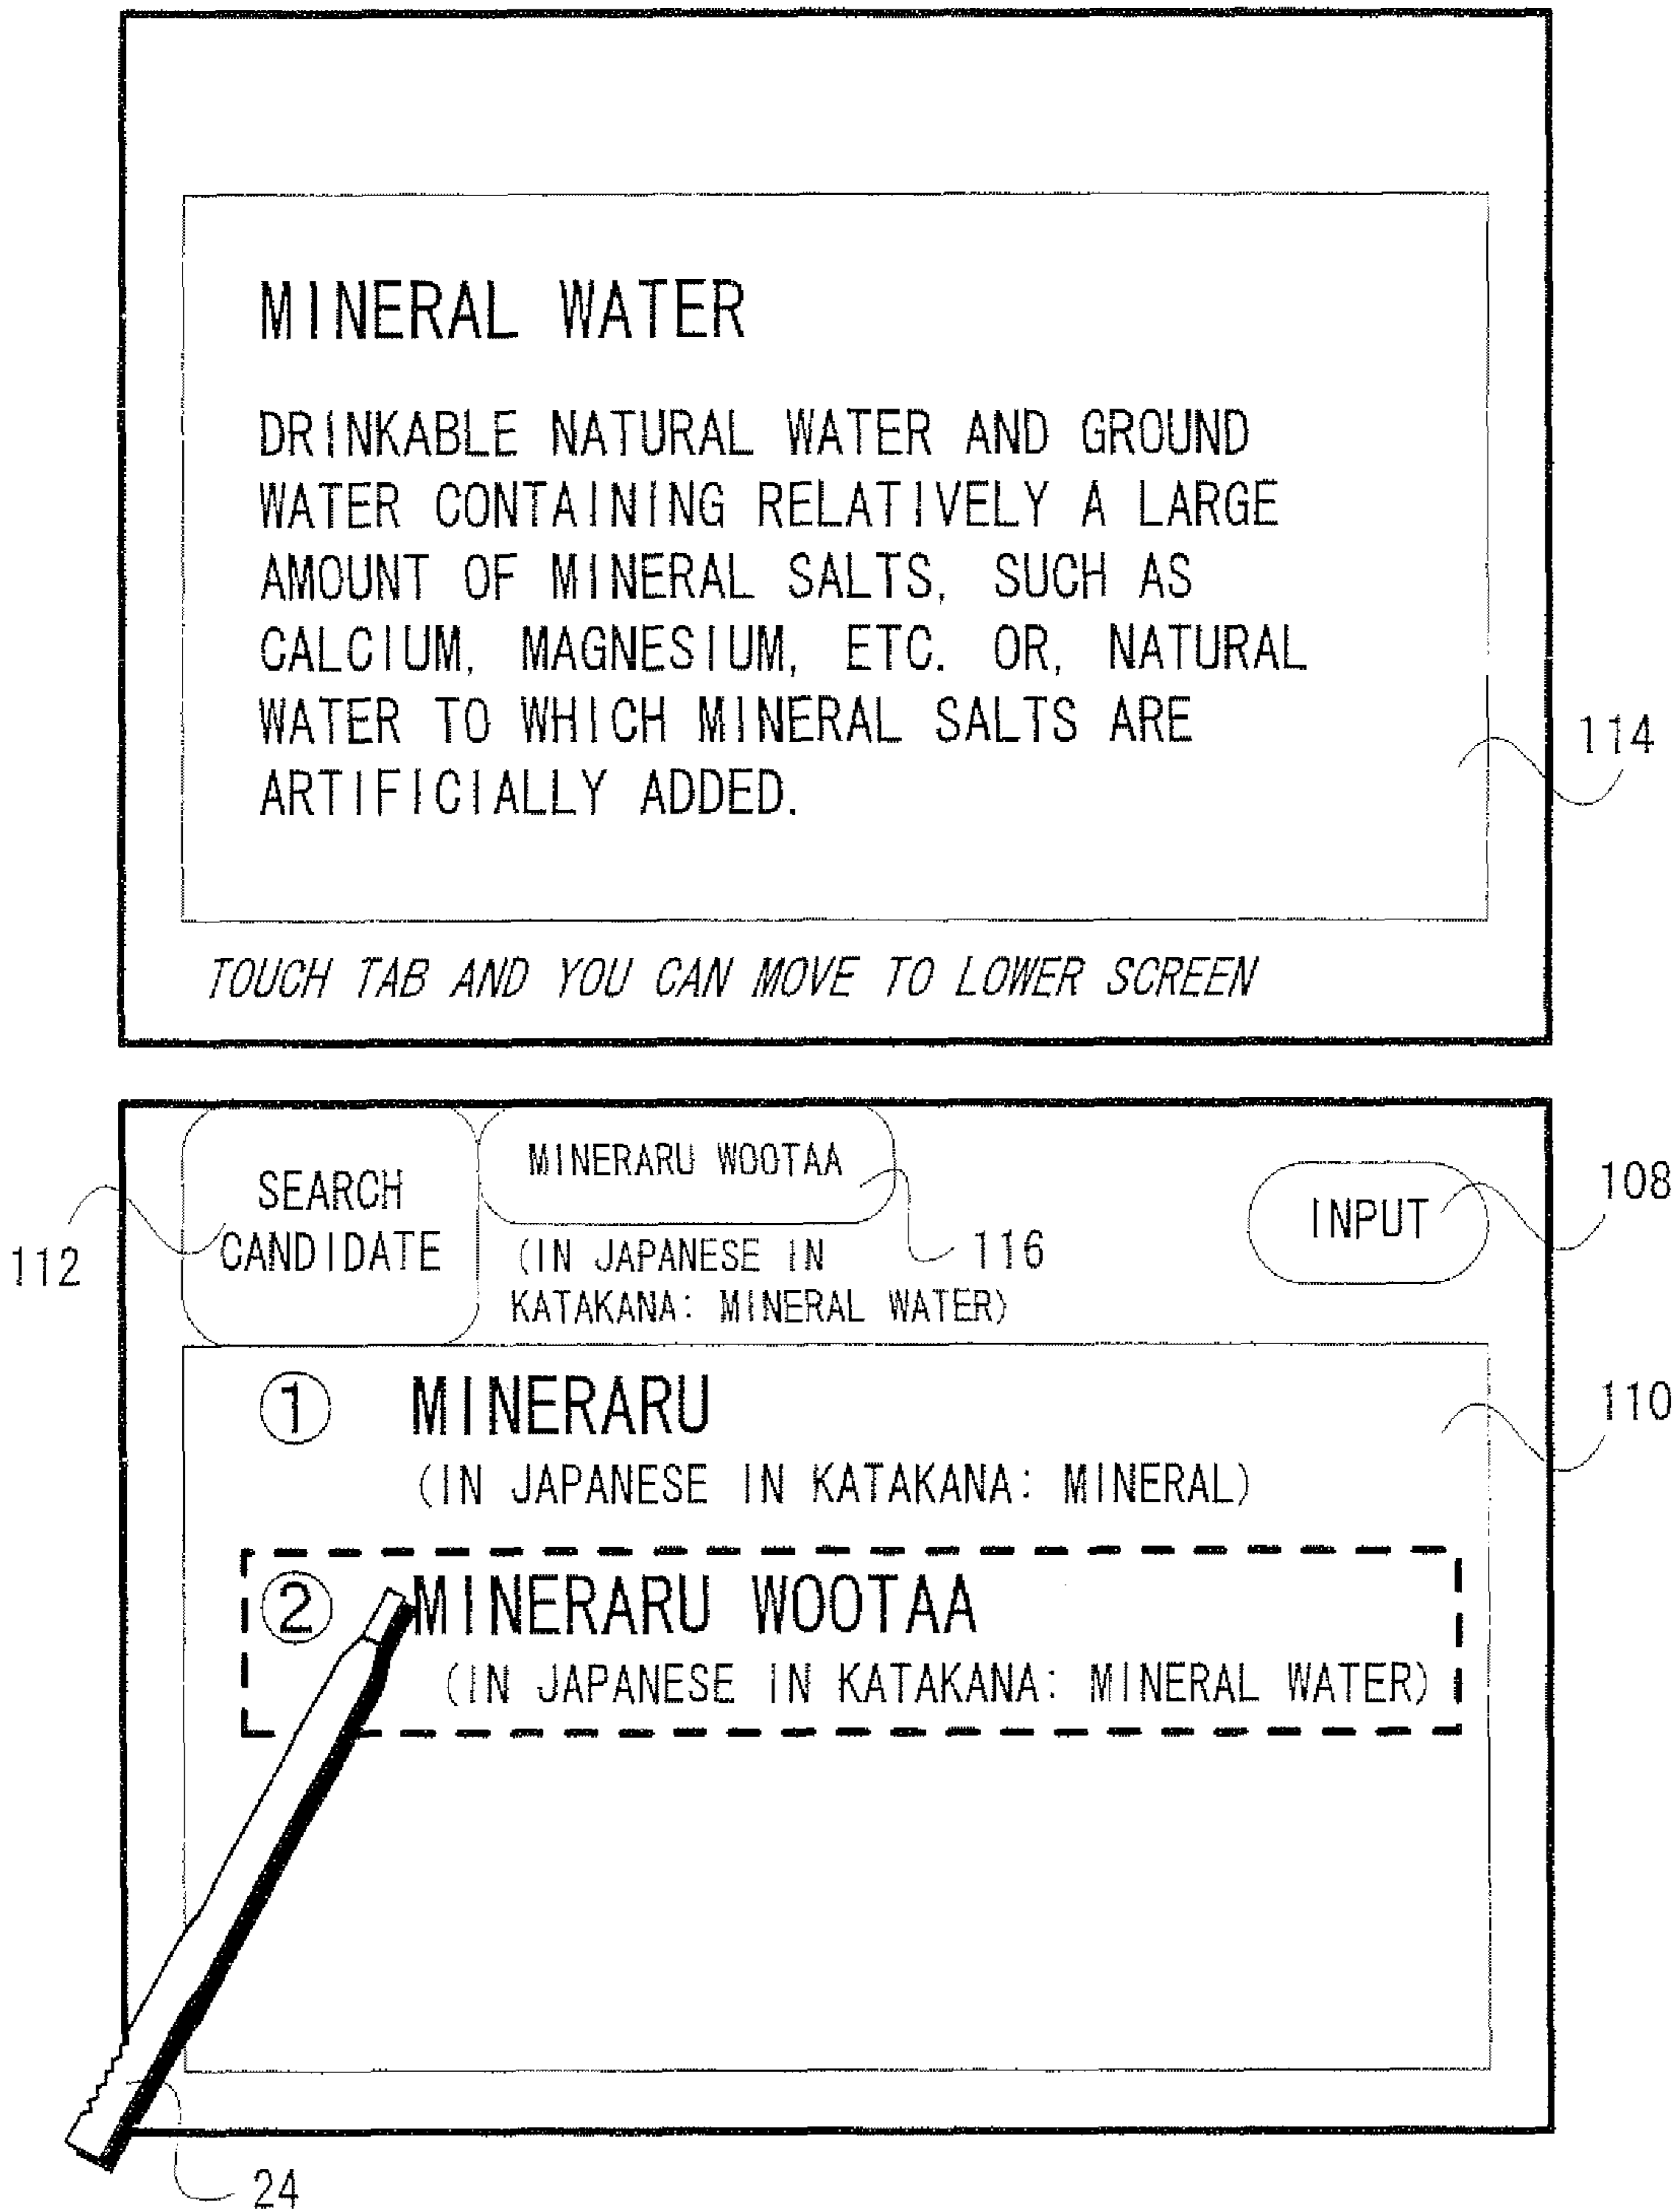 MINERAL WATER
DRINKABLE NATURAL WATER AND GROUND
WATER CONTAINING RELATIVELY A LARGE
AMOUNT OF MINERAL SALTS, SUCH AS
CALCIUM, MAGNESIUM, ETC. OR, NATURAL
WATER TO WHICH MINERAL SALTS ARE
ARTIFICIALLY ADDED.
114
TOUCH TAB AND YOU CAN MOVE TO LOWER SCREEN
SEARCH
CANDIDATE
112
MINERARU WOOTAA
116
(IN JAPANESE IN
KATAKANA: MINERAL WATER)
INPUT
108
110
① MINERARU
(IN JAPANESE IN KATAKANA: MINERAL)
② MINERARU WOOTAA
(IN JAPANESE IN KATAKANA: MINERAL WATER)
24